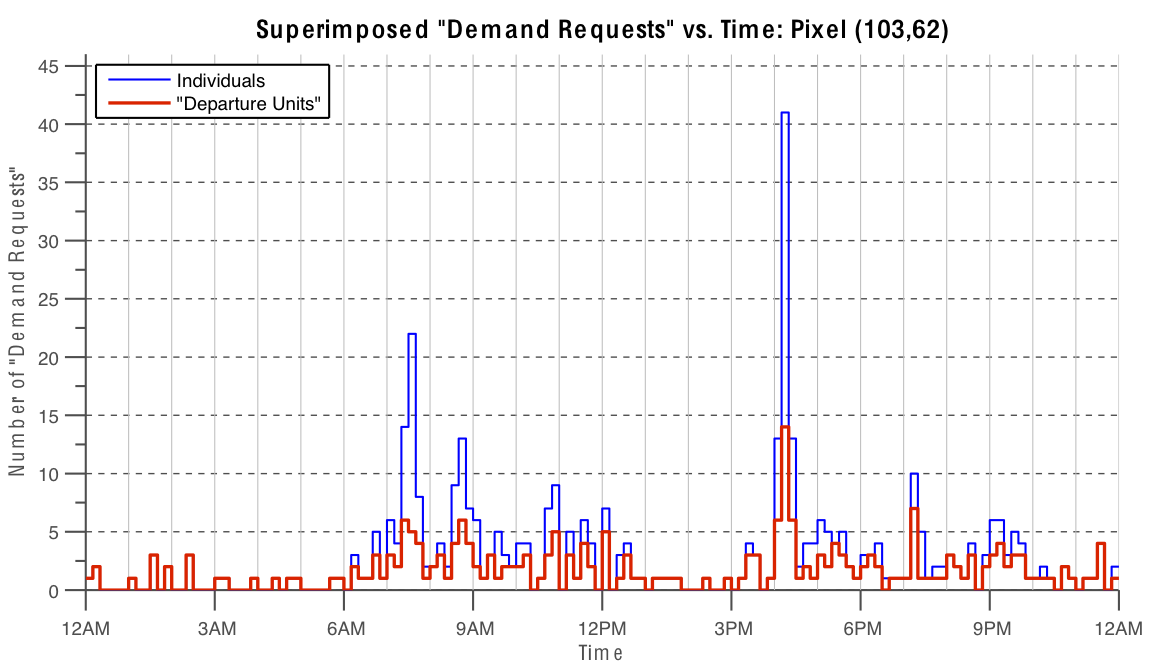 Superimposed "Demand Requests" vs. Time: Pixel (103,62)
Individuals
"Departure Units"
Number of "Demand Requests"
45
40
35
30
25
20
15
10
5
0
12AM 3AM 6AM 9AM 12PM 3PM 6PM 9PM 12AM
Time